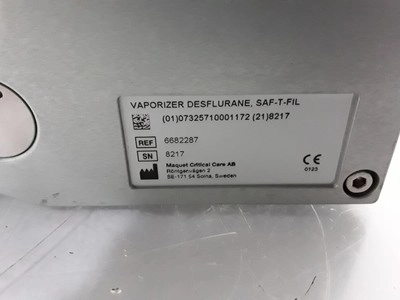 VAPORIZER DESFLURANE, SAF-T-FIL
(01)07325710001172 (21)8217
REF 6682287
SN 8217
Maquet Critical Care AB
Röntgenvägen 2
SE-171 54 Solna, Sweden
CE
0123